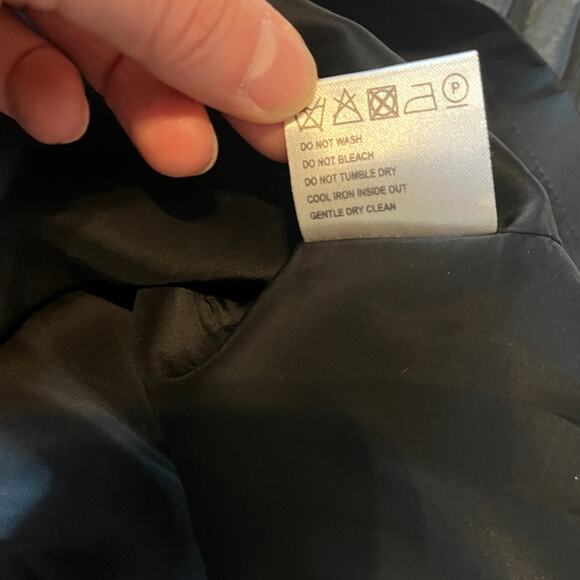 P
DO NOT WASH
DO NOT BLEACH
DO NOT TUMBLE DRY
COOL IRON INSIDE OUT
GENTLE DRY CLEAN